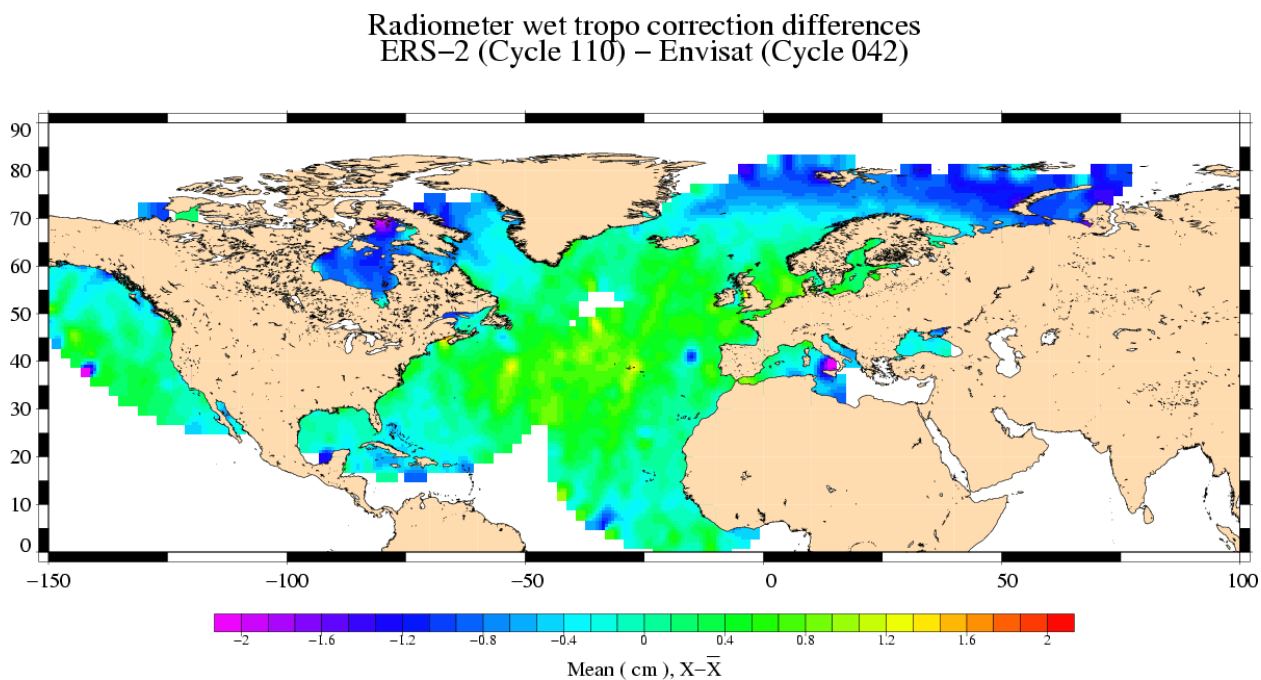 Radiometer wet tropo correction differences
ERS−2 (Cycle 110) − Envisat (Cycle 042)
90
80
70
60
50
40
30
20
10
0
−150 −100 −50 0 50 100
−2 −1.6 −1.2 −0.8 −0.4 0 0.4 0.8 1.2 1.6 2
Mean ( cm ), X−X̅